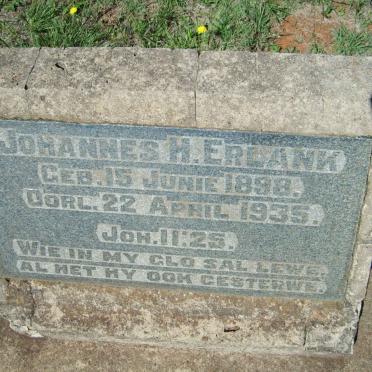 JOHANNES H. ERLANK
GEB. 15 JUNIE 1898.
OORL. 22 APRIL 1935.
JOH. 11:25.
WIE IN MY GLO SAL LEWE,
AL HET HY OOK GESTERWE.